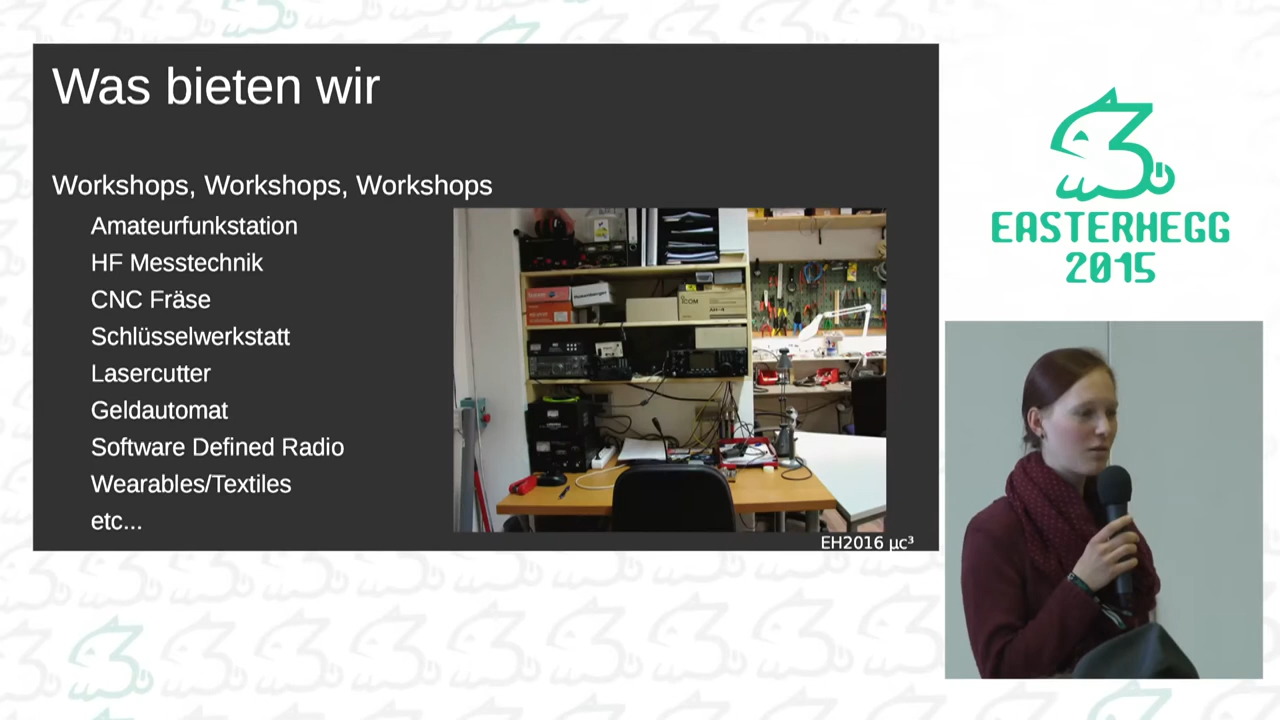 Was bieten wir
Workshops, Workshops, Workshops
Amateurfunkstation
HF Messtechnik
CNC Fräse
Schlüsselwerkstatt
Lasercutter
Geldautomat
Software Defined Radio
Wearables/Textiles
etc...
ICOM
EH2016 µc³
EASTERHEGG
2015